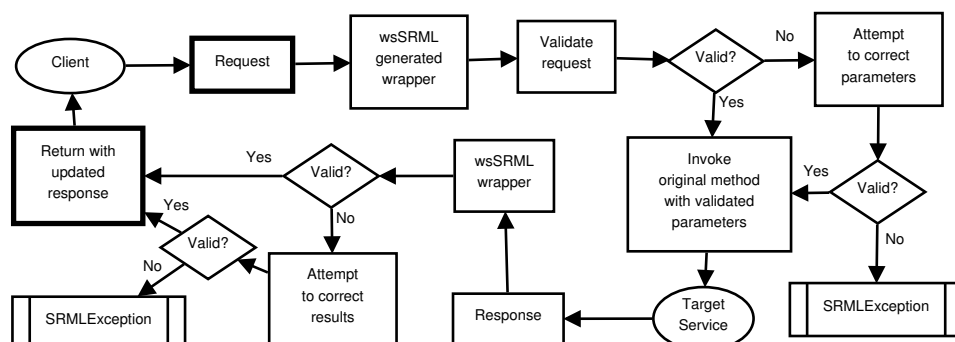 Client
Request
wsSRML
generated
wrapper
Validate
request
Valid?
No
Attempt
to correct
parameters
Yes
Invoke
original method
with validated
parameters
Yes
Valid?
No
SRMLException
Target
Service
Response
wsSRML
wrapper
Valid?
Yes
No
Attempt
to correct
results
Valid?
Yes
No
SRMLException
Return with
updated
response